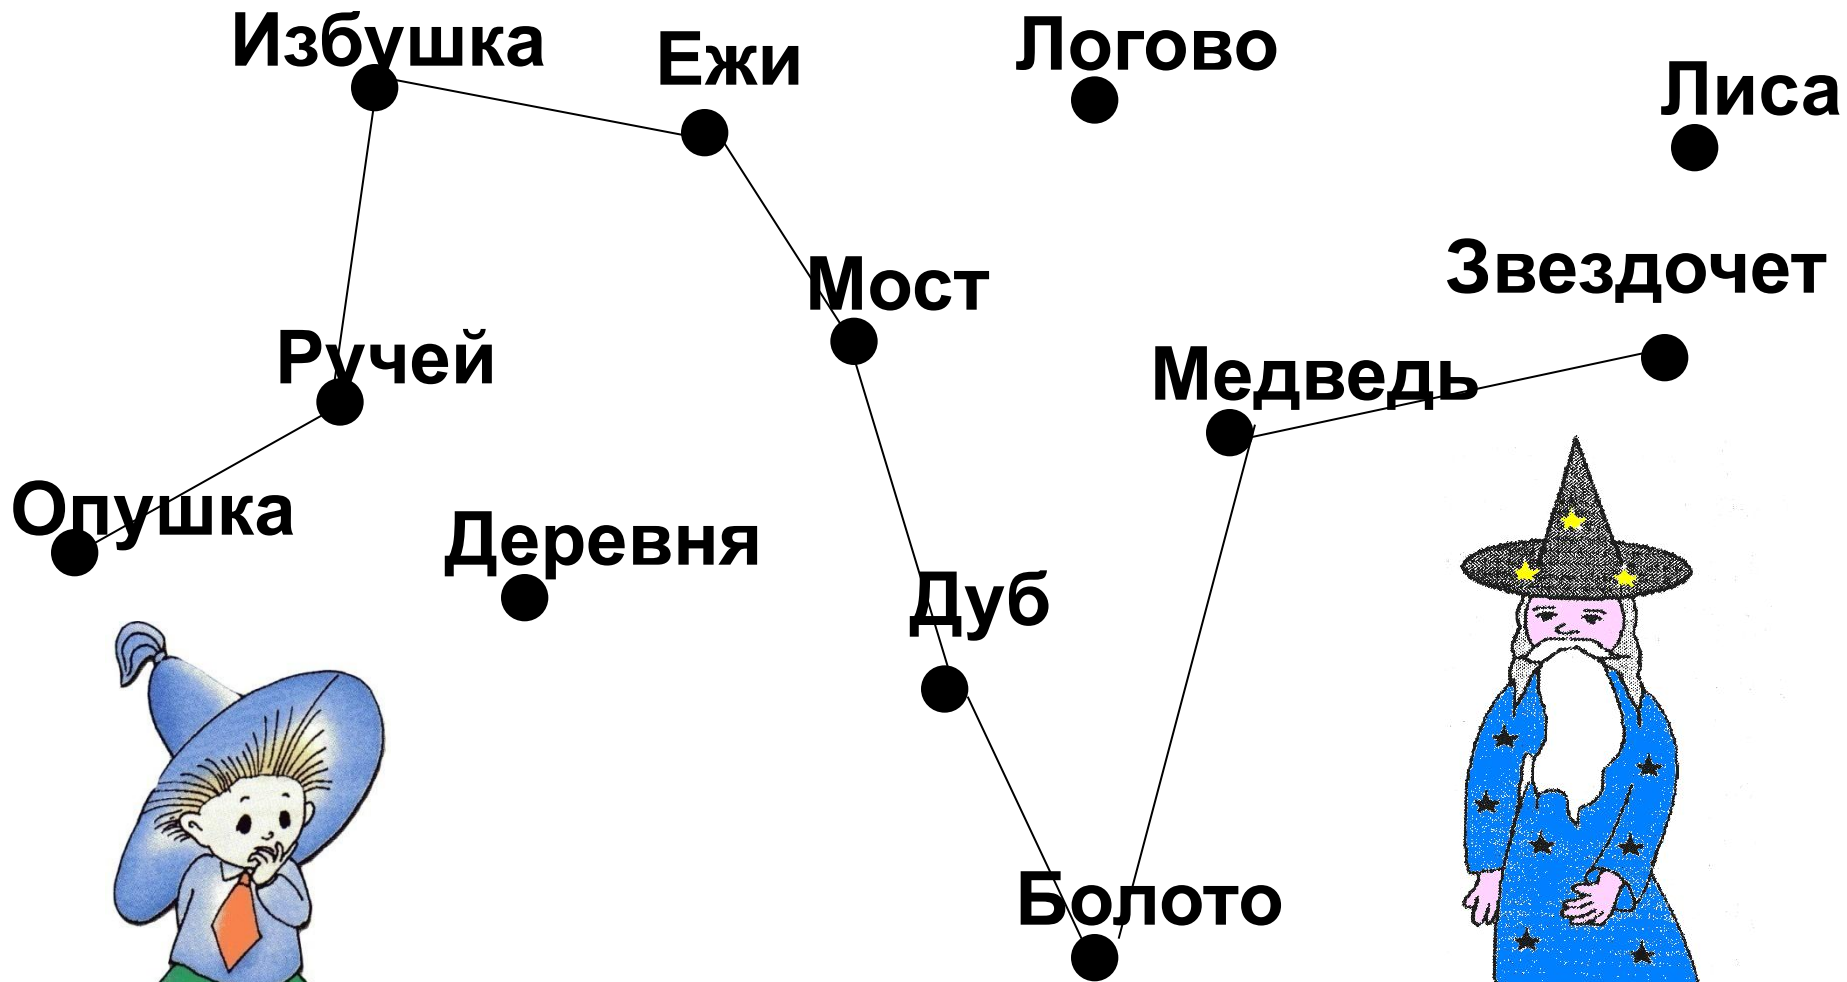 Избушка
Ежи
Логово
Лиса
Звездочет
Мост
Ручей
Медведь
Опушка
Деревня
Дуб
Болото